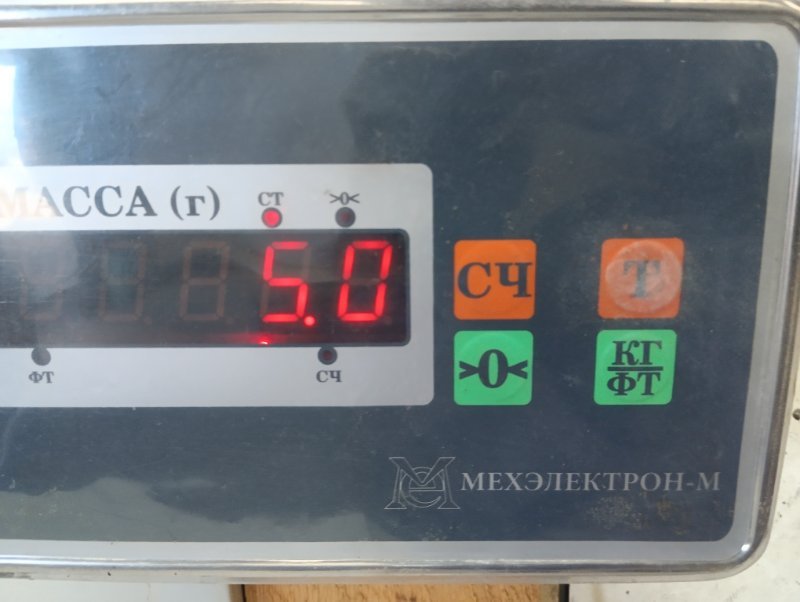 МАССА (г)
СТ >0<
5.0
ФТ СЧ
СЧ Т
>0< КГ/ФТ
МЕХЭЛЕКТРОН-М